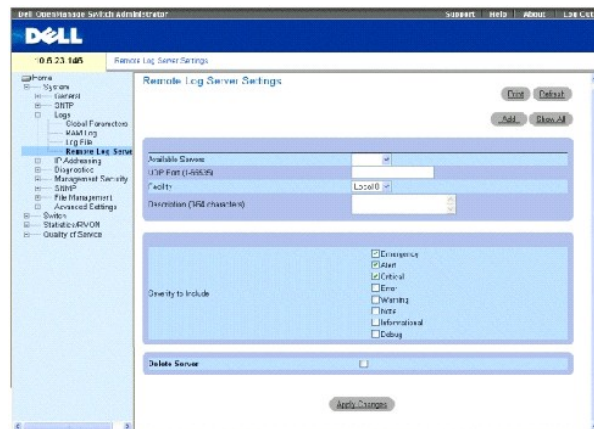 Dell OpenManage Switch Administrator
Support Help About Log Out
DELL
10.6.23.146
Remote Log Server Settings
Home
System
General
SNTP
Logs
Global Parameters
RAM Log
Log File
Remote Log Serve
IP Addressing
Diagnostics
Management Security
SNMP
File Management
Advanced Settings
Switch
Statistics/RMON
Quality of Service
Remote Log Server Settings
Print Refresh
Add Show All
Available Servers
UDP Port (1-65535)
Facility Local 0
Description (0-64 characters)
Severity to Include
Emergency
Alert
Critical
Error
Warning
Note
Informational
Debug
Delete Server
Apply Changes